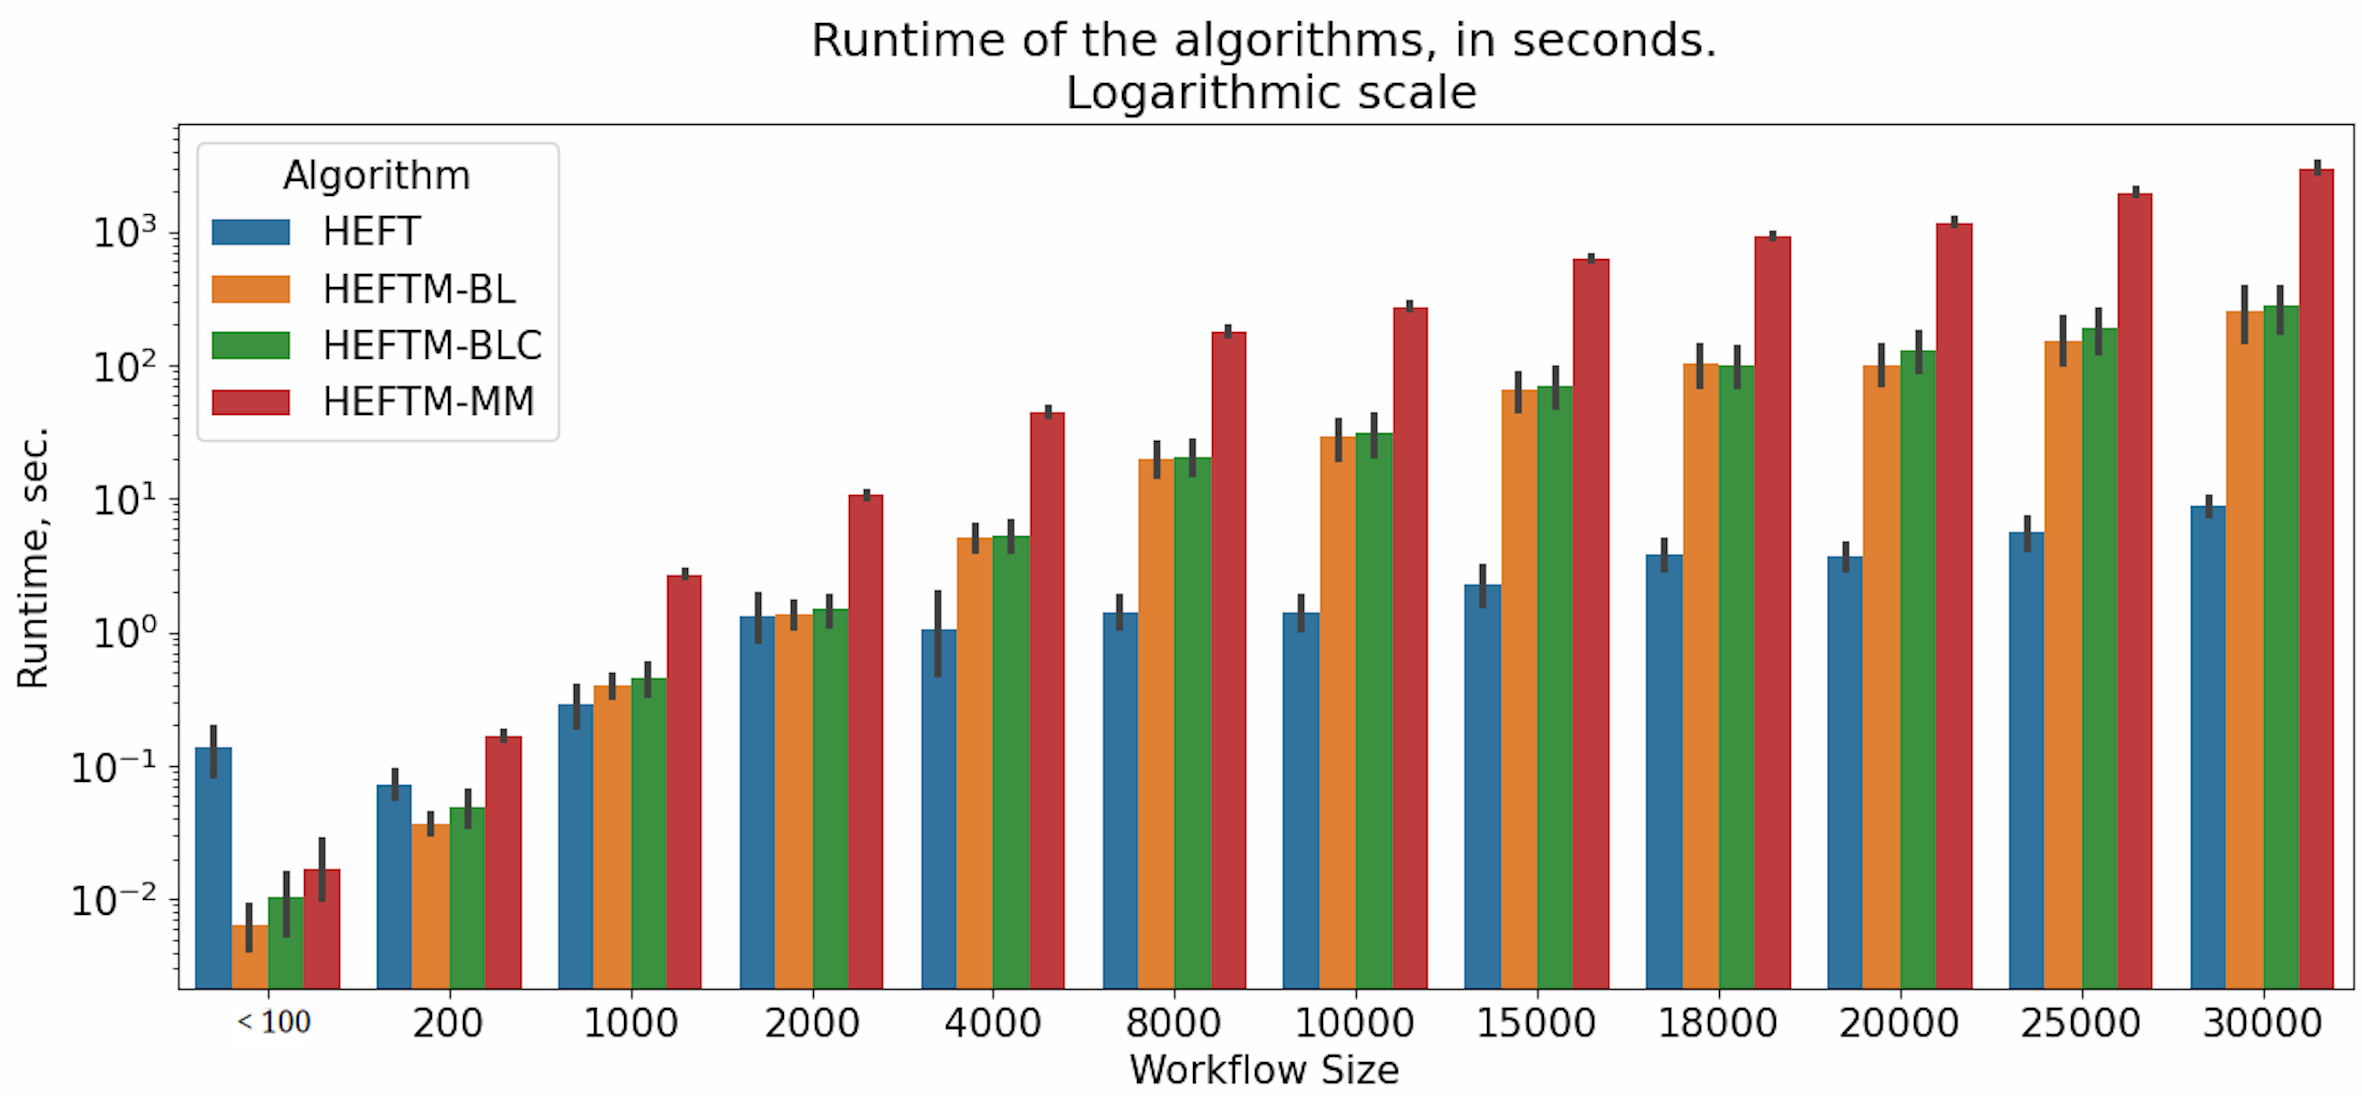 Runtime of the algorithms, in seconds.
Logarithmic scale
Algorithm
HEFT
HEFTM-BL
HEFTM-BLC
HEFTM-MM
Runtime, sec.
10³
10²
10¹
10⁰
10⁻¹
10⁻²
< 100 200 1000 2000 4000 8000 10000 15000 18000 20000 25000 30000
Workflow Size